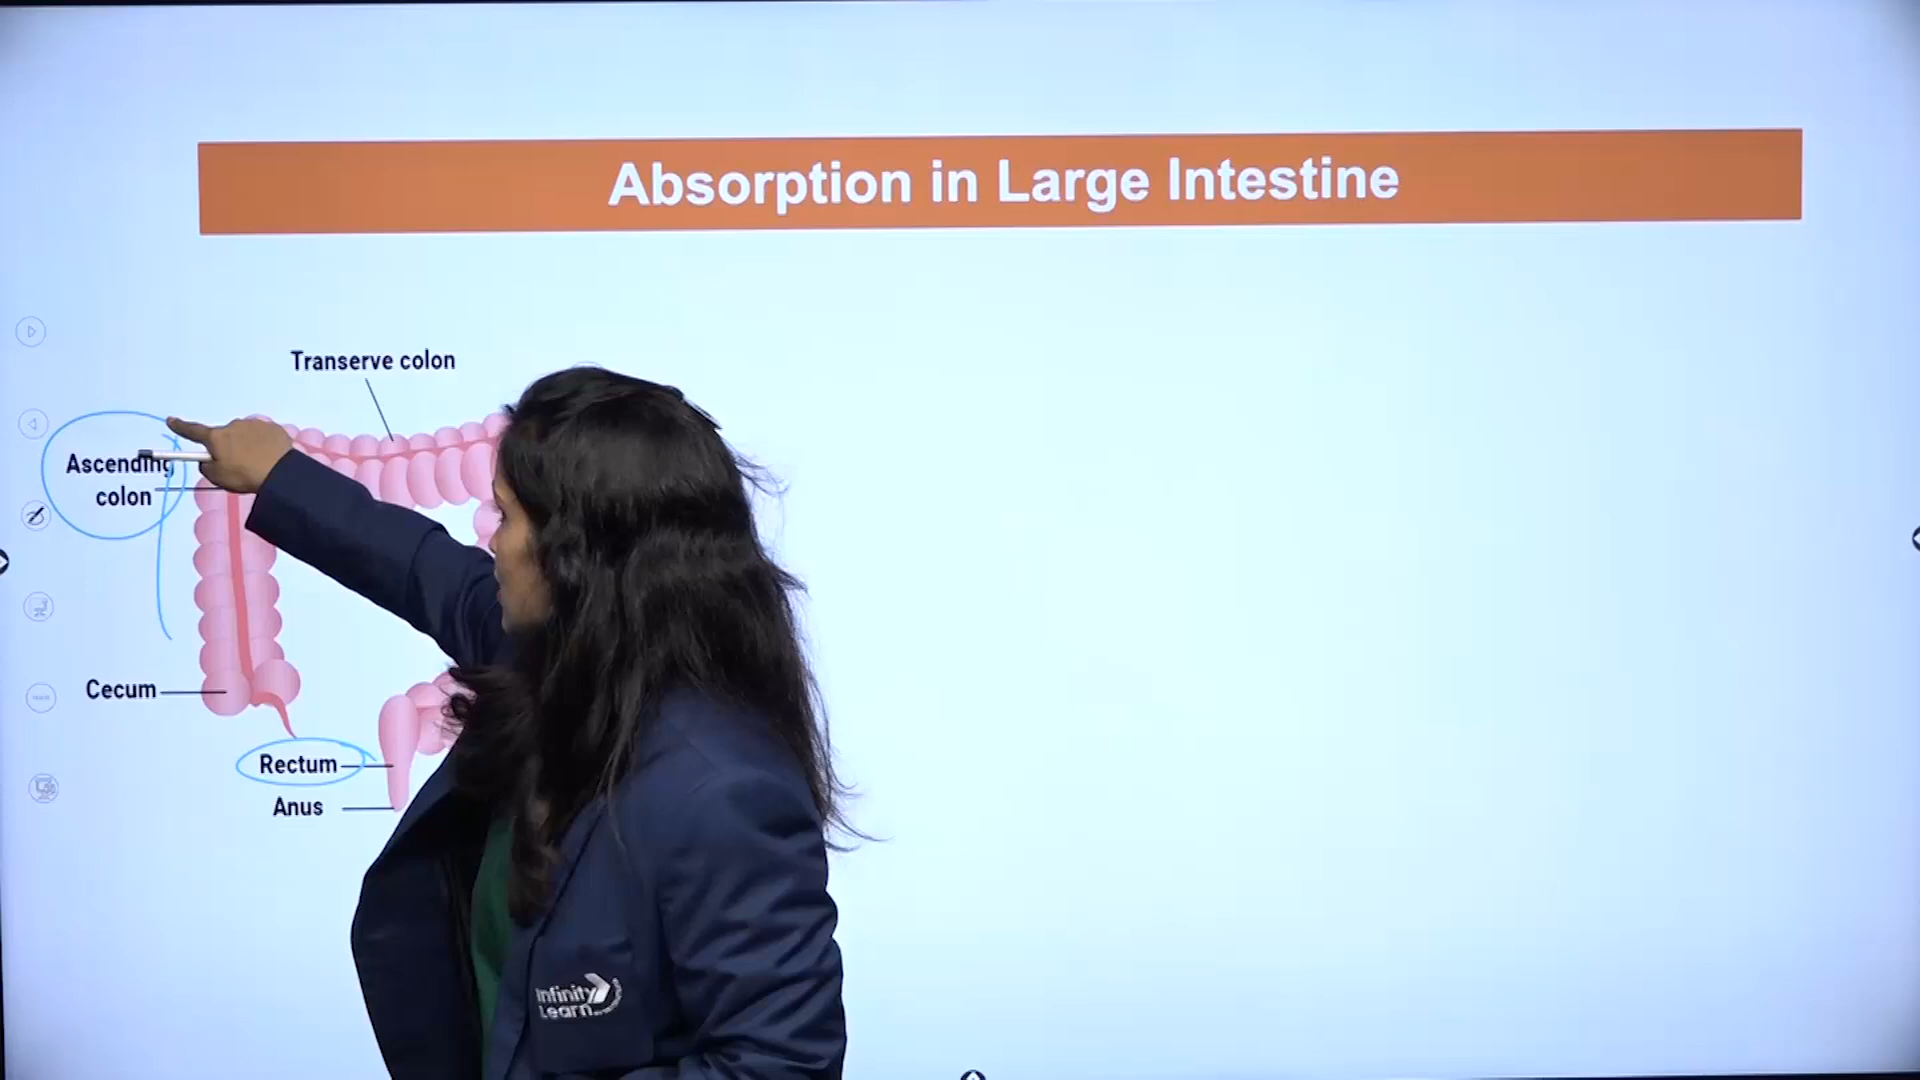 Absorption in Large Intestine
Transerve colon
Ascending
colon
Cecum
Rectum
Anus
Infinity
Learn